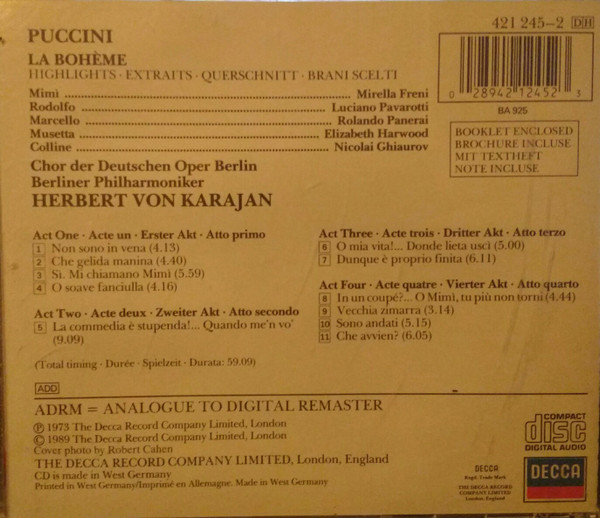 PUCCINI
421 245–2 DH
LA BOHÈME
HIGHLIGHTS · EXTRAITS · QUERSCHNITT · BRANI SCELTI
Mimì ........ Mirella Freni
Rodolfo ........ Luciano Pavarotti
Marcello ........ Rolando Panerai
Musetta ........ Elizabeth Harwood
Colline ........ Nicolai Ghiaurov
0 28942 12452 3
BA 925
BOOKLET ENCLOSED
BROCHURE INCLUSE
MIT TEXTHEFT
NOTE INCLUSE
Chor der Deutschen Oper Berlin
Berliner Philharmoniker
HERBERT VON KARAJAN
Act One · Acte un · Erster Akt · Atto primo
1 Non sono in vena (4.13)
2 Che gelida manina (4.40)
3 Sì. Mi chiamano Mimì (5.59)
4 O soave fanciulla (4.16)
Act Two · Acte deux · Zweiter Akt · Atto secondo
5 La commedia è stupenda!... Quando me'n vo'
(9.09)
(Total timing · Durée · Spielzeit · Durata: 59.09)
Act Three · Acte trois · Dritter Akt · Atto terzo
6 O mia vita!... Donde lieta uscì (5.00)
7 Dunque è proprio finita (6.11)
Act Four · Acte quatre · Vierter Akt · Atto quarto
8 In un coupé?... O Mimì, tu più non torni (4.44)
9 Vecchia zimarra (3.14)
10 Sono andati (5.15)
11 Che avvien? (6.05)
ADD
ADRM = ANALOGUE TO DIGITAL REMASTER
℗ 1973 The Decca Record Company Limited, London
© 1989 The Decca Record Company Limited, London
Cover photo by Robert Cahen
THE DECCA RECORD COMPANY LIMITED, London, England
CD is made in West Germany
Printed in West Germany/Imprimé en Allemagne. Made in West Germany
COMPACT
disc
DIGITAL AUDIO
DECCA
Regd. Trade Mark
THE DECCA RECORD
COMPANY LIMITED
London, England
DECCA